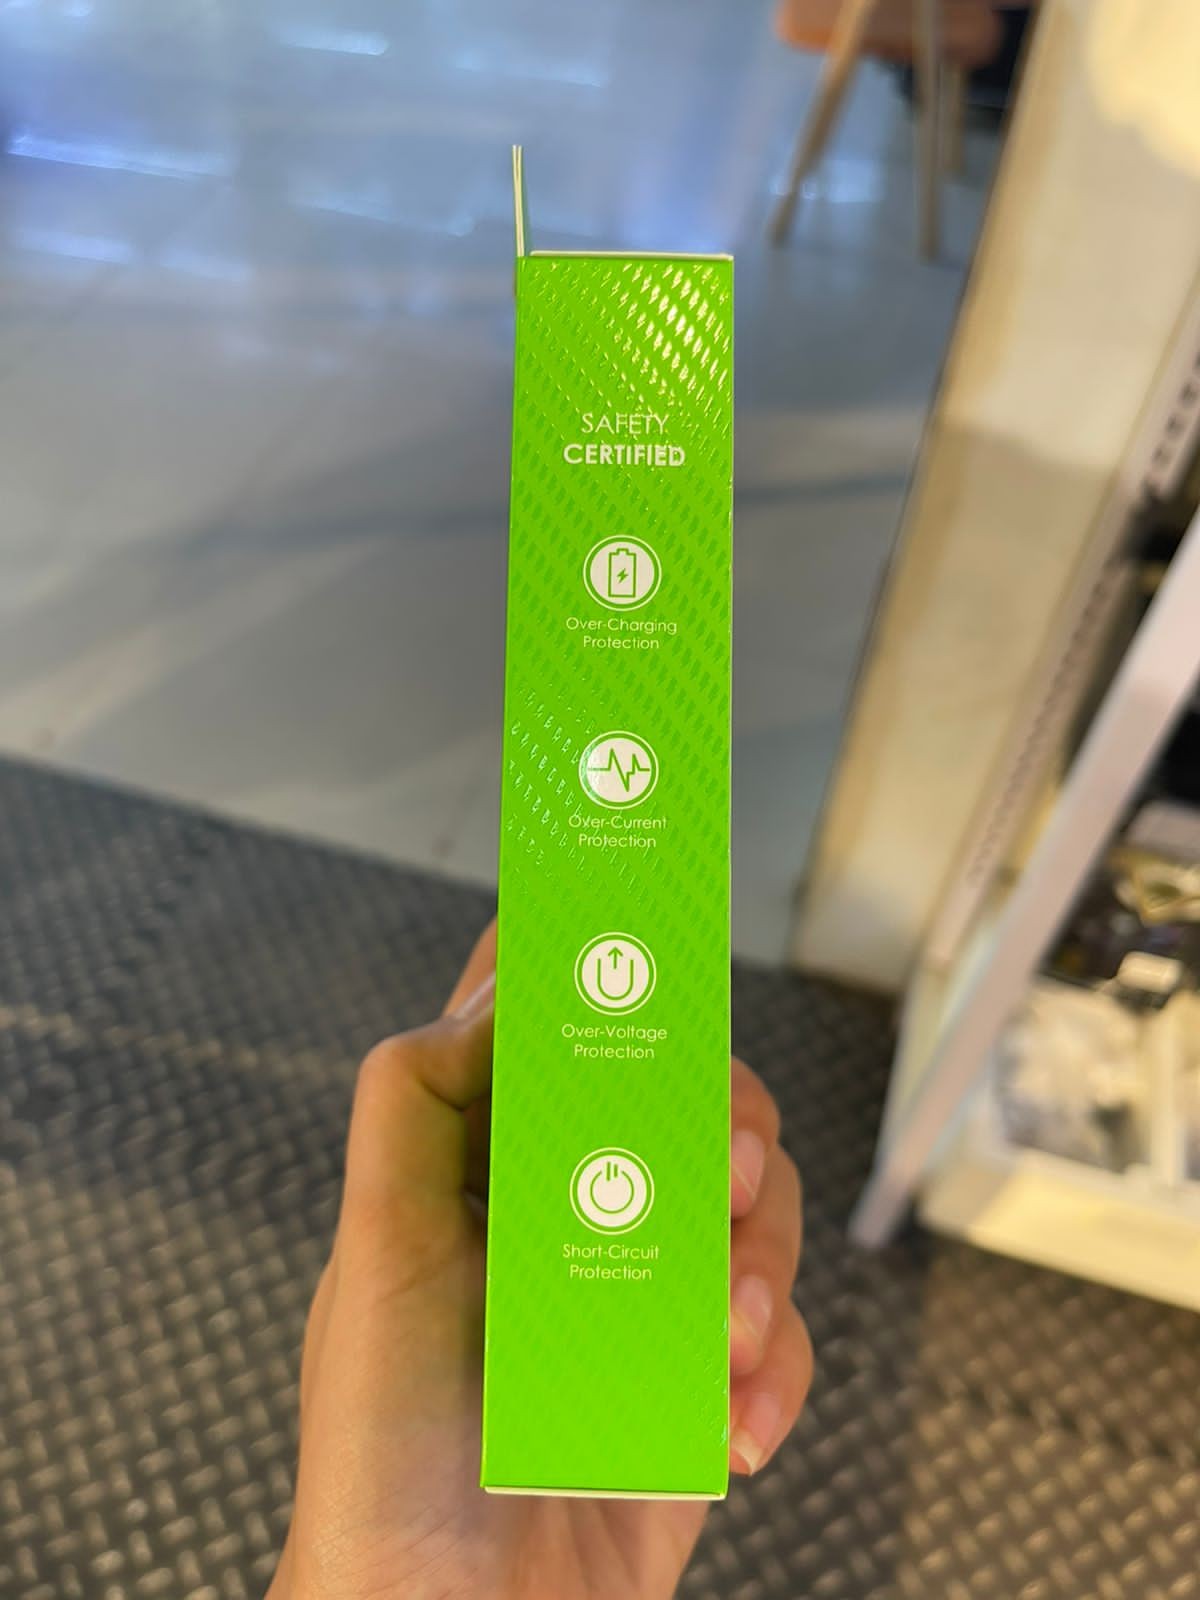 SAFETY
CERTIFIED
Over-Charging
Protection
Over-Current
Protection
Over-Voltage
Protection
Short-Circuit
Protection